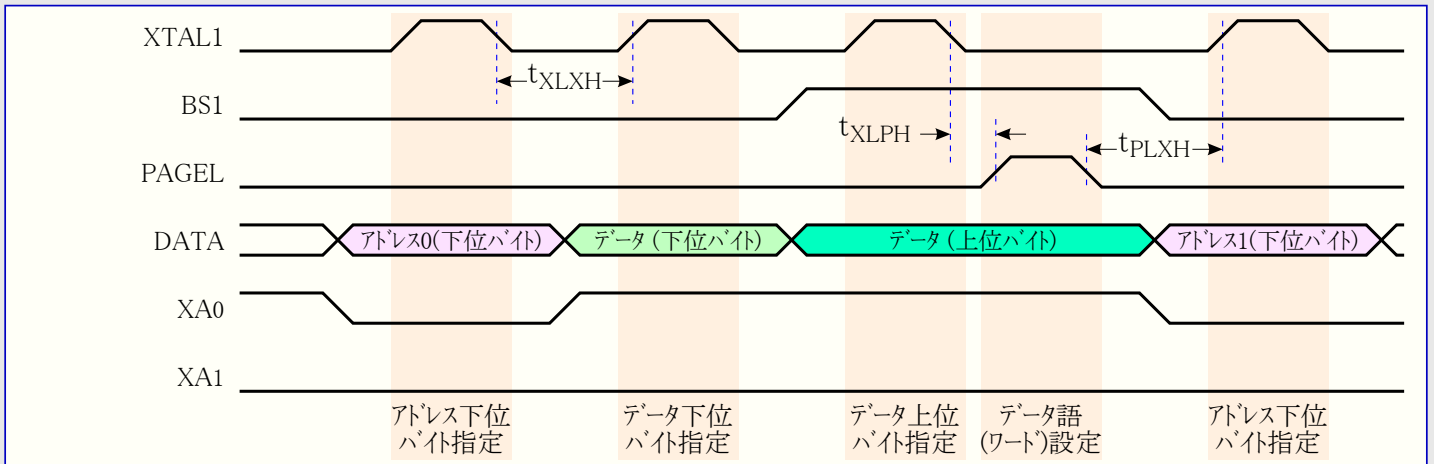 XTAL1
tXLXH
BS1
tXLPH
tPLXH
PAGEL
DATA
アドレス0(下位バイト)
データ (下位バイト)
データ (上位バイト)
アドレス1(下位バイト)
XA0
XA1
アドレス下位
バイト指定
データ下位
バイト指定
データ上位
バイト指定
データ語
(ワード)設定
アドレス下位
バイト指定